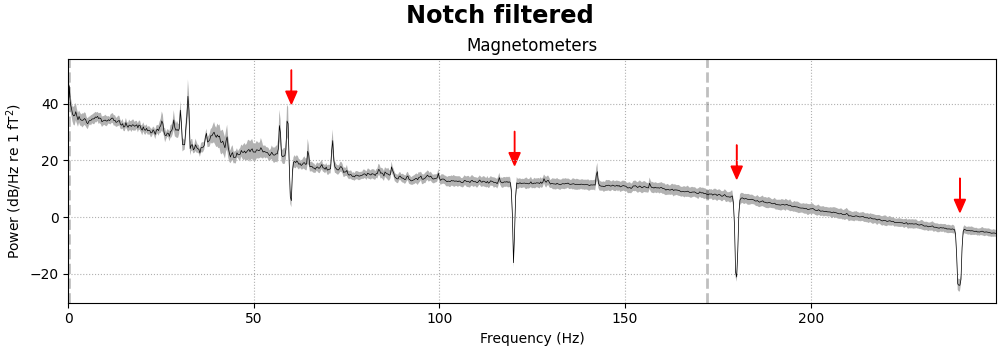 Notch filtered
Magnetometers
Power (dB/Hz re 1 fT²)
40
20
0
−20
0 50 100 150 200
Frequency (Hz)